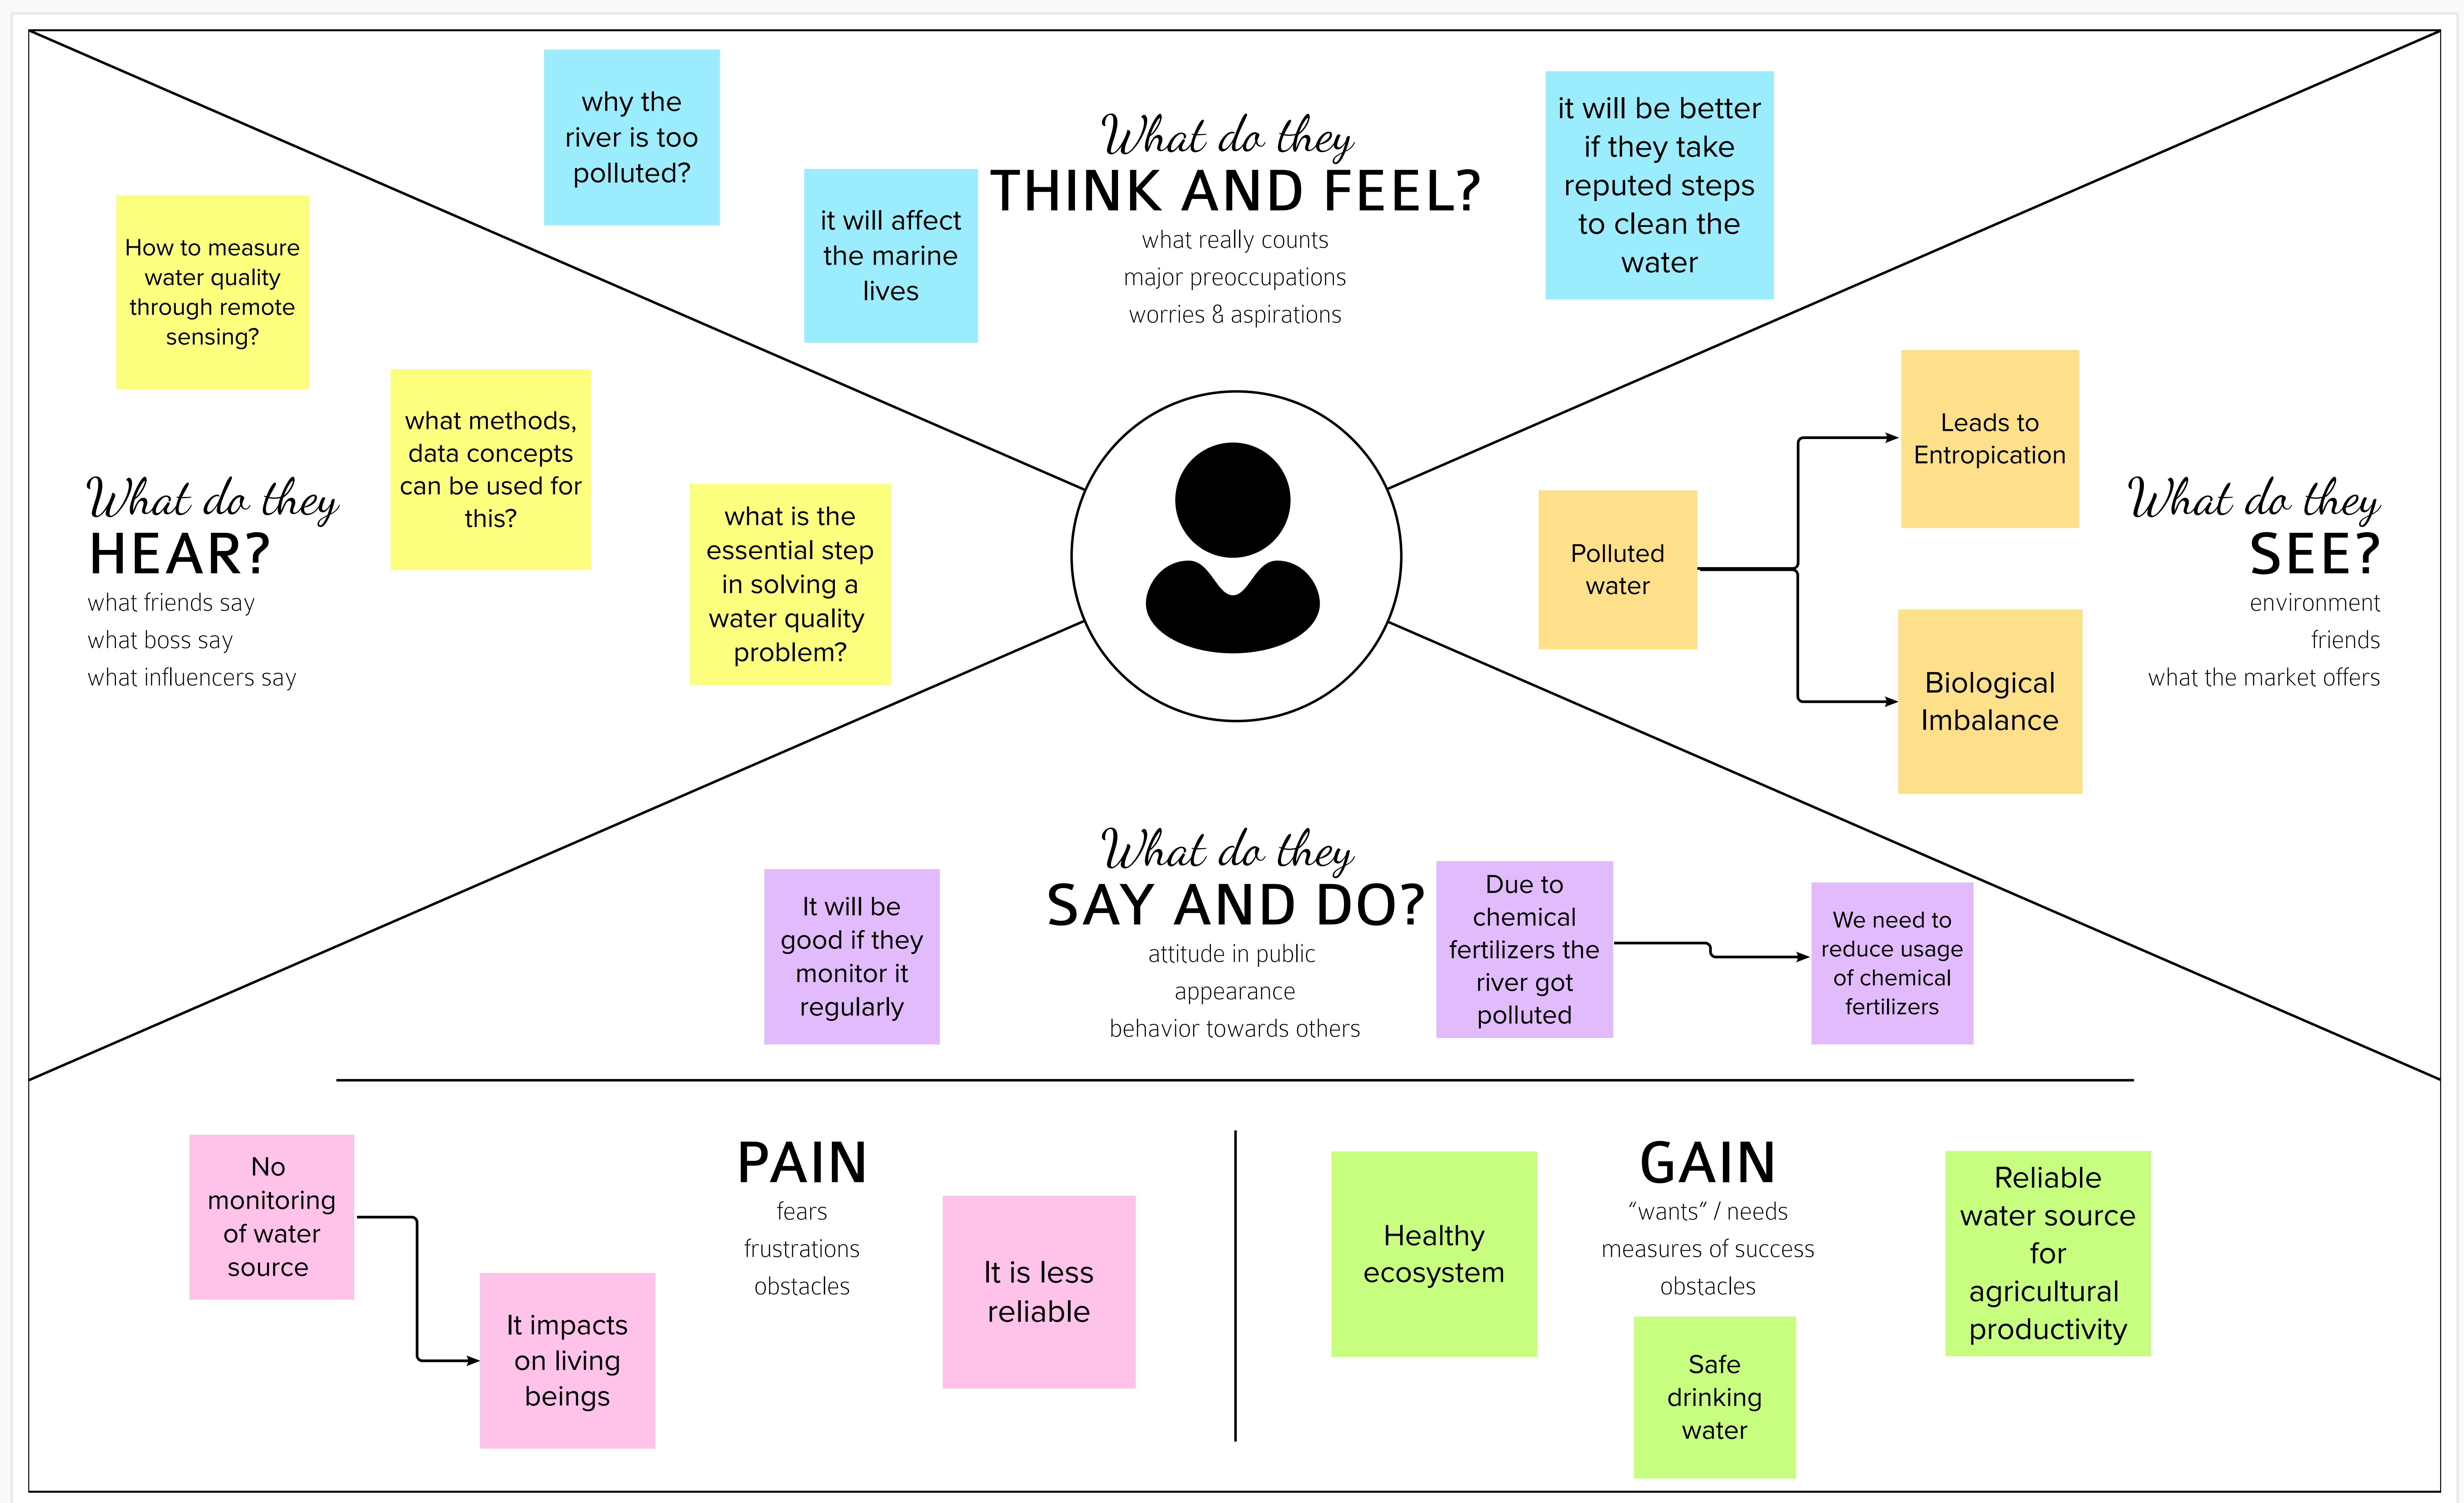 why the
river is too
polluted?
it will affect
the marine
lives
What do they
THINK AND FEEL?
what really counts
major preoccupations
worries & aspirations
it will be better
if they take
reputed steps
to clean the
water
How to measure
water quality
through remote
sensing?
what methods,
data concepts
can be used for
this?
what is the
essential step
in solving a
water quality
problem?
What do they
HEAR?
what friends say
what boss say
what influencers say
Polluted
water
Leads to
Entropication
Biological
Imbalance
What do they
SEE?
environment
friends
what the market offers
It will be
good if they
monitor it
regularly
What do they
SAY AND DO?
attitude in public
appearance
behavior towards others
Due to
chemical
fertilizers the
river got
polluted
We need to
reduce usage
of chemical
fertilizers
No
monitoring
of water
source
It impacts
on living
beings
PAIN
fears
frustrations
obstacles
It is less
reliable
Healthy
ecosystem
GAIN
“wants” / needs
measures of success
obstacles
Safe
drinking
water
Reliable
water source
for
agricultural
productivity